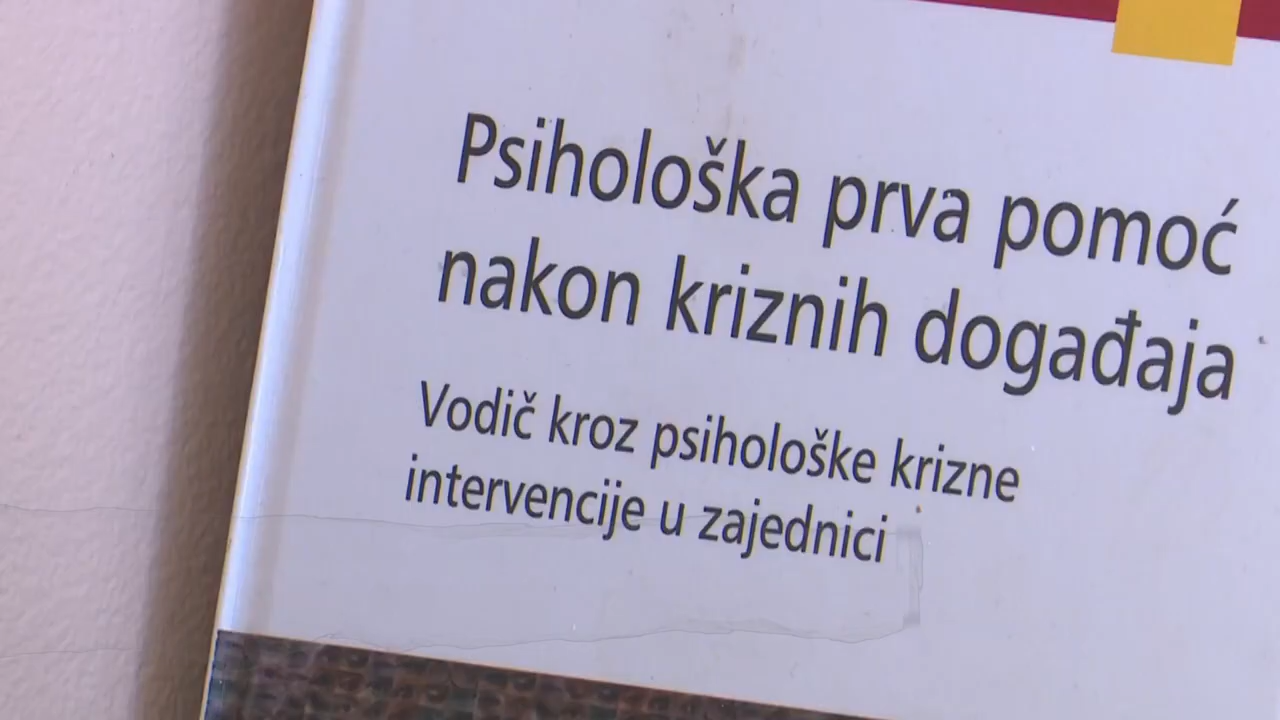 Psihološka prva pomoć
nakon kriznih događaja
Vodič kroz psihološke krizne
intervencije u zajednici